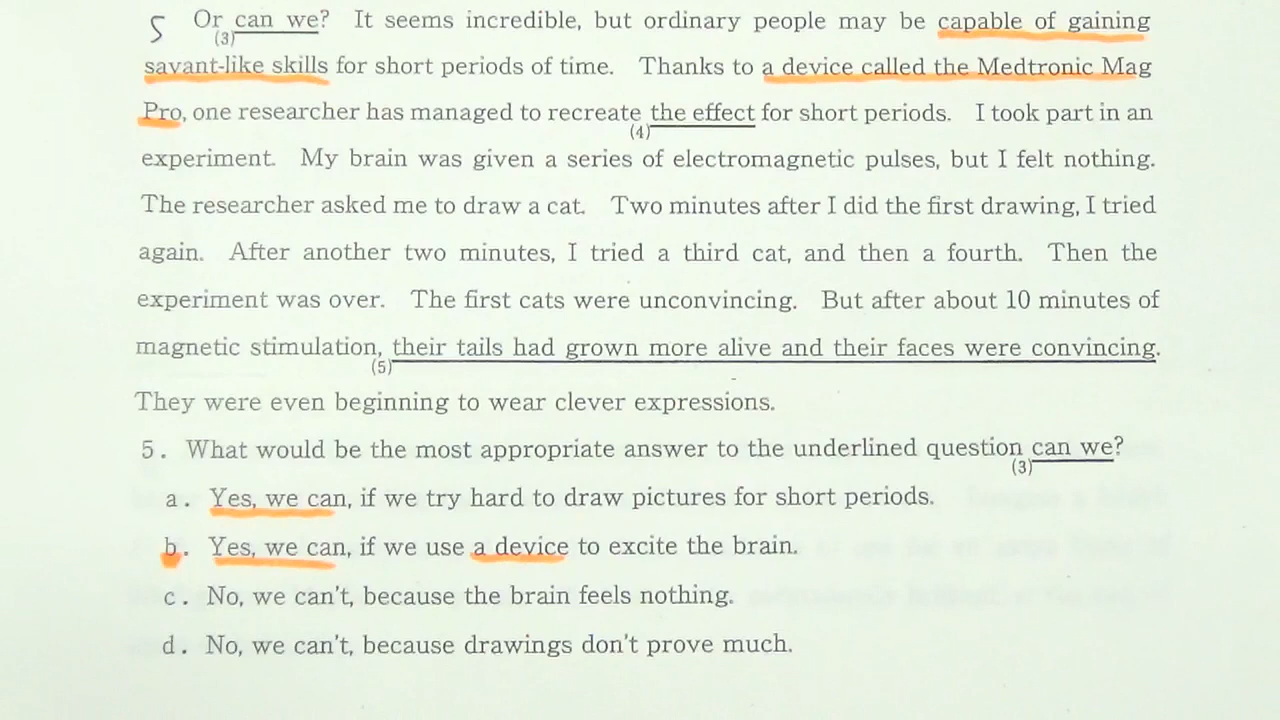 5 Or can we? It seems incredible, but ordinary people may be capable of gaining
(3)
savant-like skills for short periods of time. Thanks to a device called the Medtronic Mag
Pro, one researcher has managed to recreate the effect for short periods. I took part in an
(4)
experiment. My brain was given a series of electromagnetic pulses, but I felt nothing.
The researcher asked me to draw a cat. Two minutes after I did the first drawing, I tried
again. After another two minutes, I tried a third cat, and then a fourth. Then the
experiment was over. The first cats were unconvincing. But after about 10 minutes of
magnetic stimulation, their tails had grown more alive and their faces were convincing.
(5)
They were even beginning to wear clever expressions.
5. What would be the most appropriate answer to the underlined question can we?
(3)
a. Yes, we can, if we try hard to draw pictures for short periods.
b. Yes, we can, if we use a device to excite the brain.
c. No, we can't, because the brain feels nothing.
d. No, we can't, because drawings don't prove much.